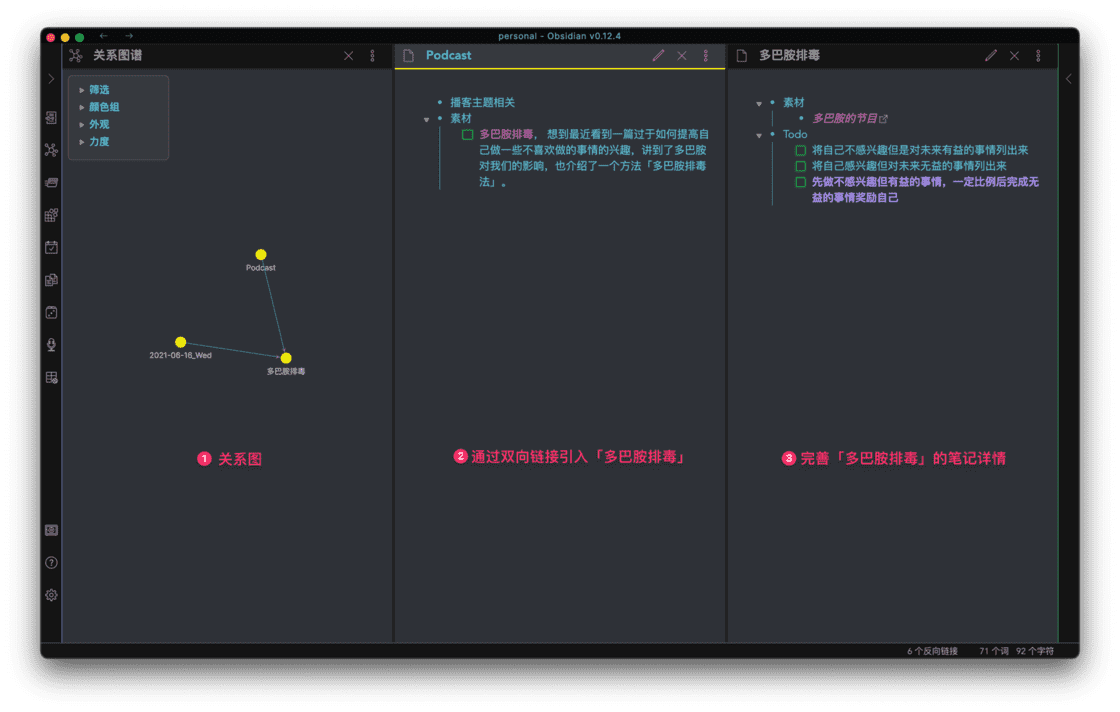 personal - Obsidian v0.12.4
关系图谱
筛选
颜色组
外观
力度
Podcast
2021-06-16_Wed
多巴胺排毒
1 关系图
Podcast
播客主题相关
素材
多巴胺排毒，想到最近看到一篇过于如何提高自
己做一些不喜欢做的事情的兴趣，讲到了多巴胺
对我们的影响，也介绍了一个方法「多巴胺排毒
法」。
2 通过双向链接引入「多巴胺排毒」
多巴胺排毒
素材
多巴胺的节目
Todo
将自己不感兴趣但是对未来有益的事情列出来
将自己感兴趣但对未来无益的事情列出来
先做不感兴趣但有益的事情，一定比例后完成无
益的事情奖励自己
3 完善「多巴胺排毒」的笔记详情
6 个反向链接 71 个词 92 个字符